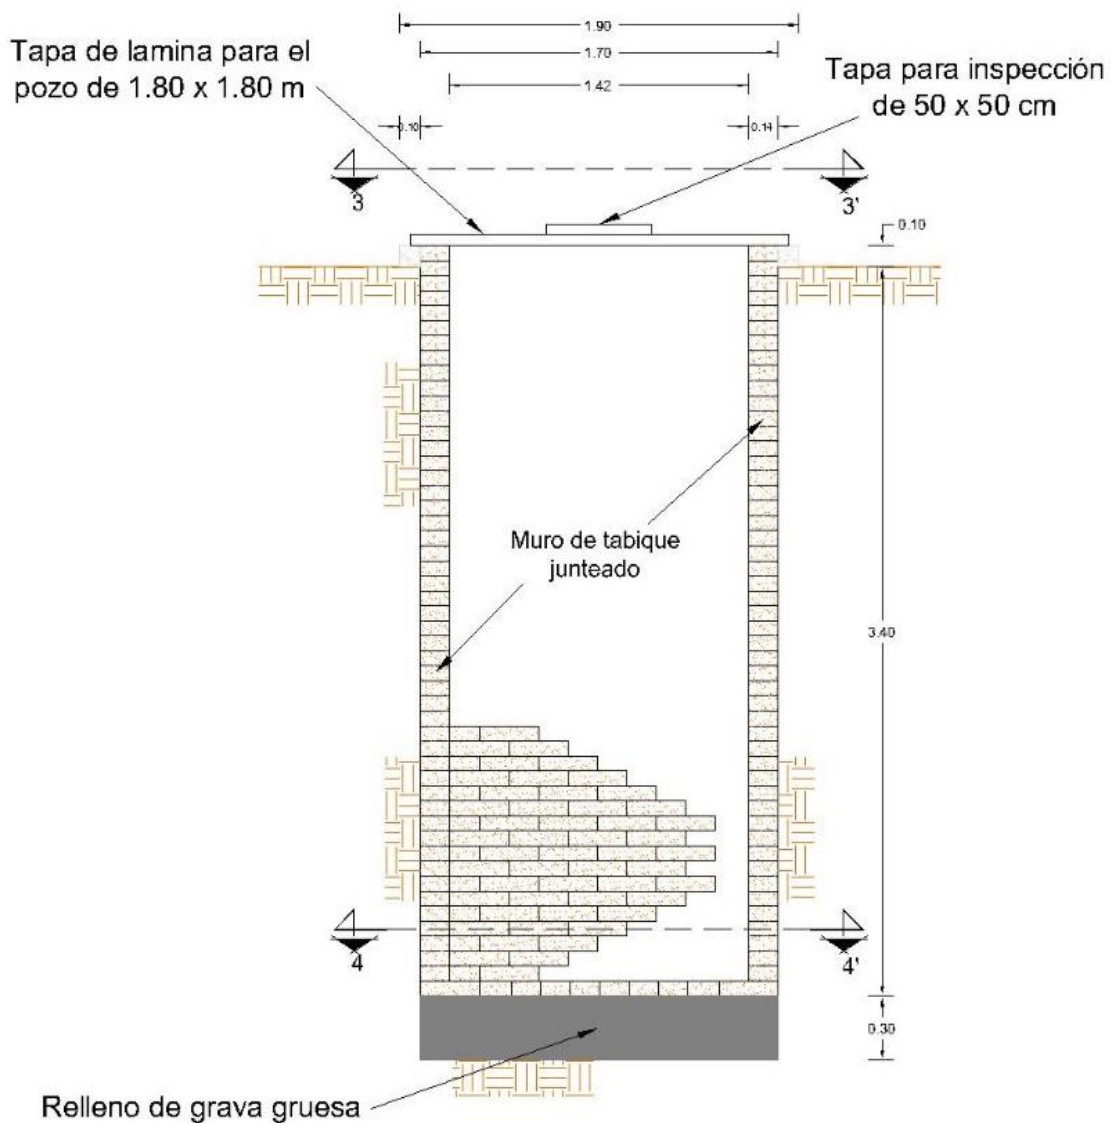 1.90
Tapa de lamina para el
pozo de 1.80 x 1.80 m
1.70
Tapa para inspección
de 50 x 50 cm
1.42
0.10
0.14
3
3'
0.10
Muro de tabique
junteado
3.40
4
4'
0.30
Relleno de grava gruesa